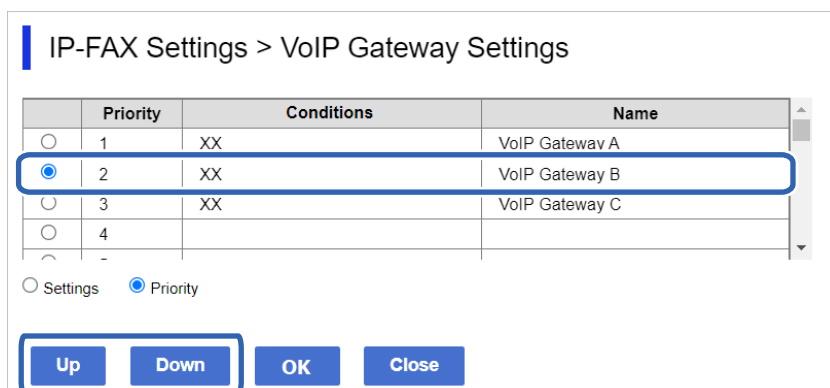 IP-FAX Settings > VoIP Gateway Settings
Priority Conditions Name
1 XX VoIP Gateway A
2 XX VoIP Gateway B
3 XX VoIP Gateway C
4
Settings Priority
Up Down OK Close